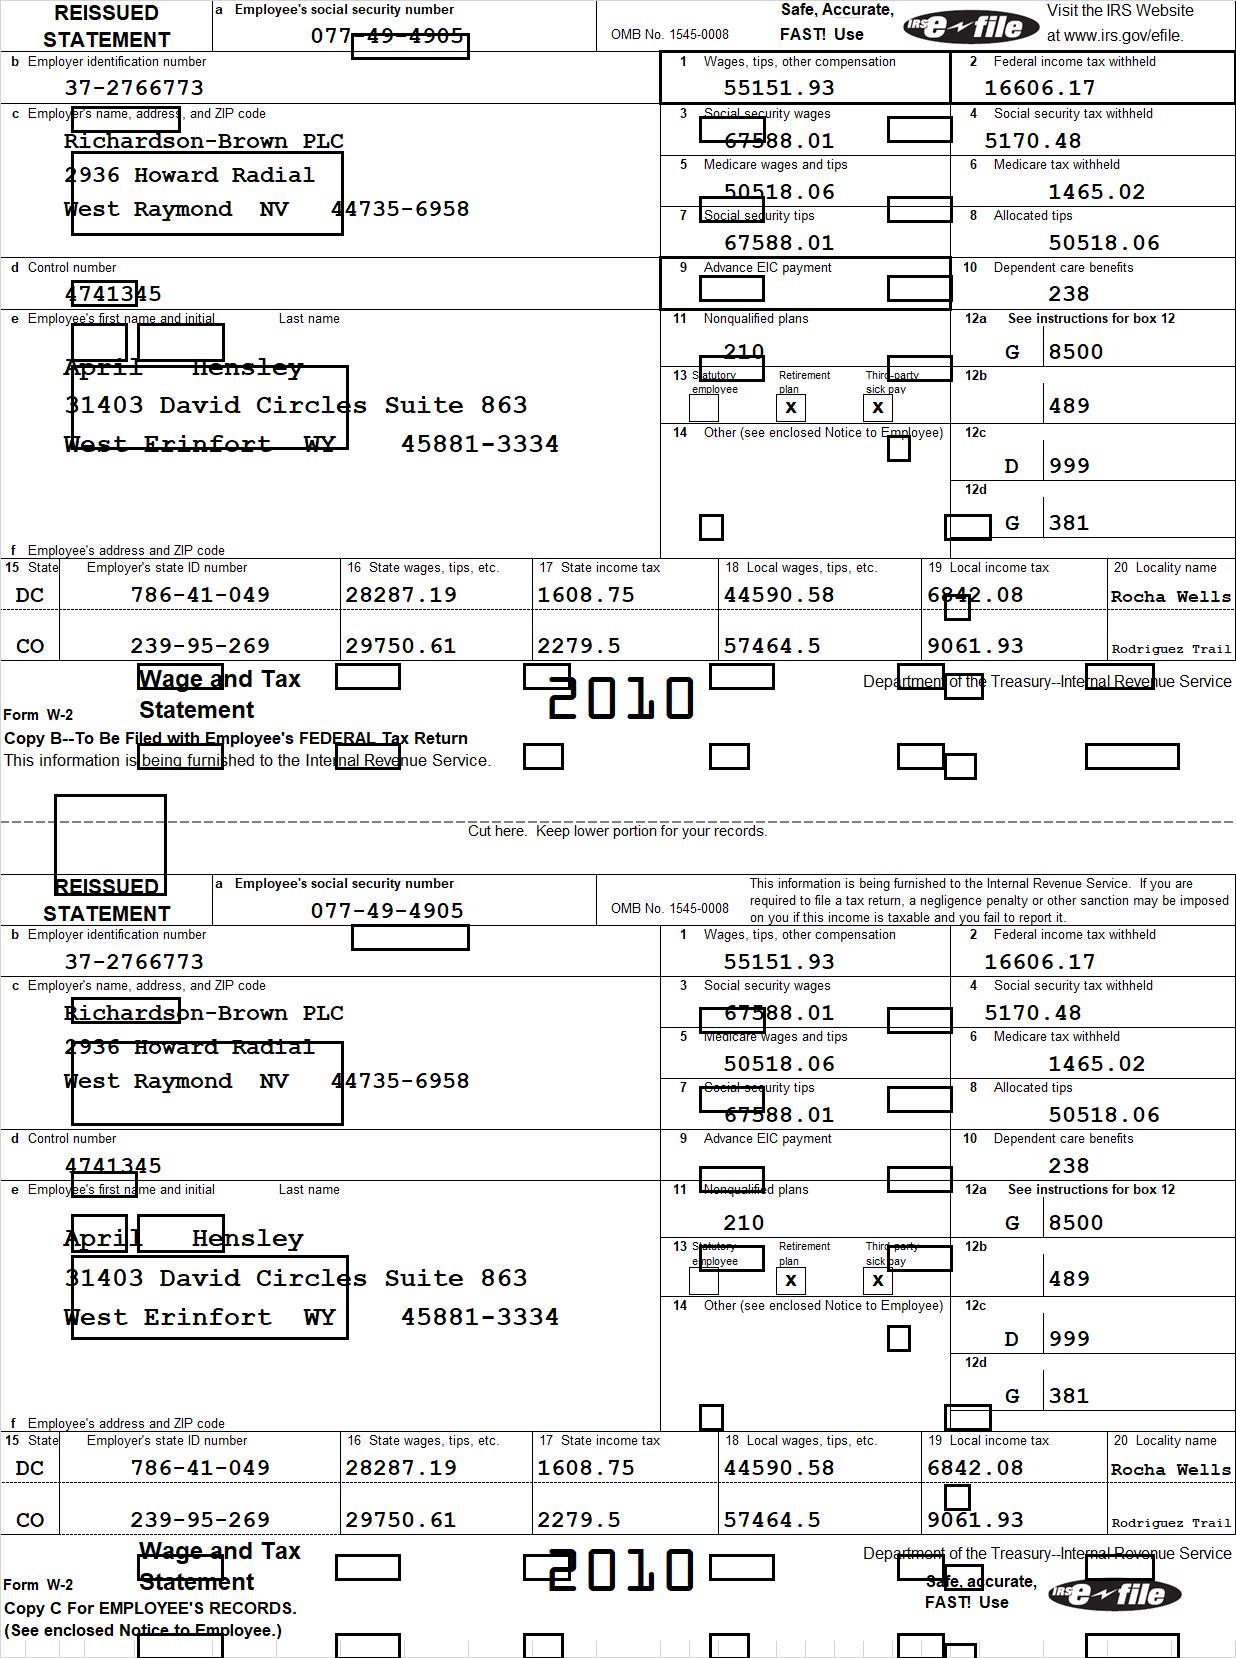 REISSUED
STATEMENT
a Employee's social security number
077-49-4905
OMB No. 1545-0008
Safe, Accurate,
FAST! Use
IRS e-file
Visit the IRS Website
at www.irs.gov/efile.
b Employer identification number
37-2766773
1 Wages, tips, other compensation
55151.93
2 Federal income tax withheld
16606.17
c Employer's name, address, and ZIP code
Richardson-Brown PLC
2936 Howard Radial
West Raymond NV 44735-6958
3 Social security wages
67588.01
4 Social security tax withheld
5170.48
5 Medicare wages and tips
50518.06
6 Medicare tax withheld
1465.02
7 Social security tips
67588.01
8 Allocated tips
50518.06
d Control number
4741345
9 Advance EIC payment
10 Dependent care benefits
238
e Employee's first name and initial Last name
April Hensley
31403 David Circles Suite 863
West Erinfort WY 45881-3334
11 Nonqualified plans
210
12a See instructions for box 12
G 8500
13 Statutory employee
Retirement plan
X
Third-party sick pay
X
12b
489
14 Other (see enclosed Notice to Employee)
12c
D 999
12d
G 381
f Employee's address and ZIP code
15 State Employer's state ID number 16 State wages, tips, etc. 17 State income tax 18 Local wages, tips, etc. 19 Local income tax 20 Locality name
DC 786-41-049 28287.19 1608.75 44590.58 6842.08 Rocha Wells
CO 239-95-269 29750.61 2279.5 57464.5 9061.93 Rodriguez Trail
Wage and Tax
Statement
Form W-2
2010
Department of the Treasury--Internal Revenue Service
Copy B--To Be Filed with Employee's FEDERAL Tax Return
This information is being furnished to the Internal Revenue Service.
Cut here. Keep lower portion for your records.
REISSUED
STATEMENT
a Employee's social security number
077-49-4905
OMB No. 1545-0008
This information is being furnished to the Internal Revenue Service. If you are
required to file a tax return, a negligence penalty or other sanction may be imposed
on you if this income is taxable and you fail to report it.
b Employer identification number
37-2766773
1 Wages, tips, other compensation
55151.93
2 Federal income tax withheld
16606.17
c Employer's name, address, and ZIP code
Richardson-Brown PLC
2936 Howard Radial
West Raymond NV 44735-6958
3 Social security wages
67588.01
4 Social security tax withheld
5170.48
5 Medicare wages and tips
50518.06
6 Medicare tax withheld
1465.02
7 Social security tips
67588.01
8 Allocated tips
50518.06
d Control number
4741345
9 Advance EIC payment
10 Dependent care benefits
238
e Employee's first name and initial Last name
April Hensley
31403 David Circles Suite 863
West Erinfort WY 45881-3334
11 Nonqualified plans
210
12a See instructions for box 12
G 8500
13 Statutory employee
Retirement plan
X
Third-party sick pay
X
12b
489
14 Other (see enclosed Notice to Employee)
12c
D 999
12d
G 381
f Employee's address and ZIP code
15 State Employer's state ID number 16 State wages, tips, etc. 17 State income tax 18 Local wages, tips, etc. 19 Local income tax 20 Locality name
DC 786-41-049 28287.19 1608.75 44590.58 6842.08 Rocha Wells
CO 239-95-269 29750.61 2279.5 57464.5 9061.93 Rodriguez Trail
Wage and Tax
Statement
Form W-2
2010
Department of the Treasury--Internal Revenue Service
Safe, accurate,
FAST! Use
IRS e-file
Copy C For EMPLOYEE'S RECORDS.
(See enclosed Notice to Employee.)